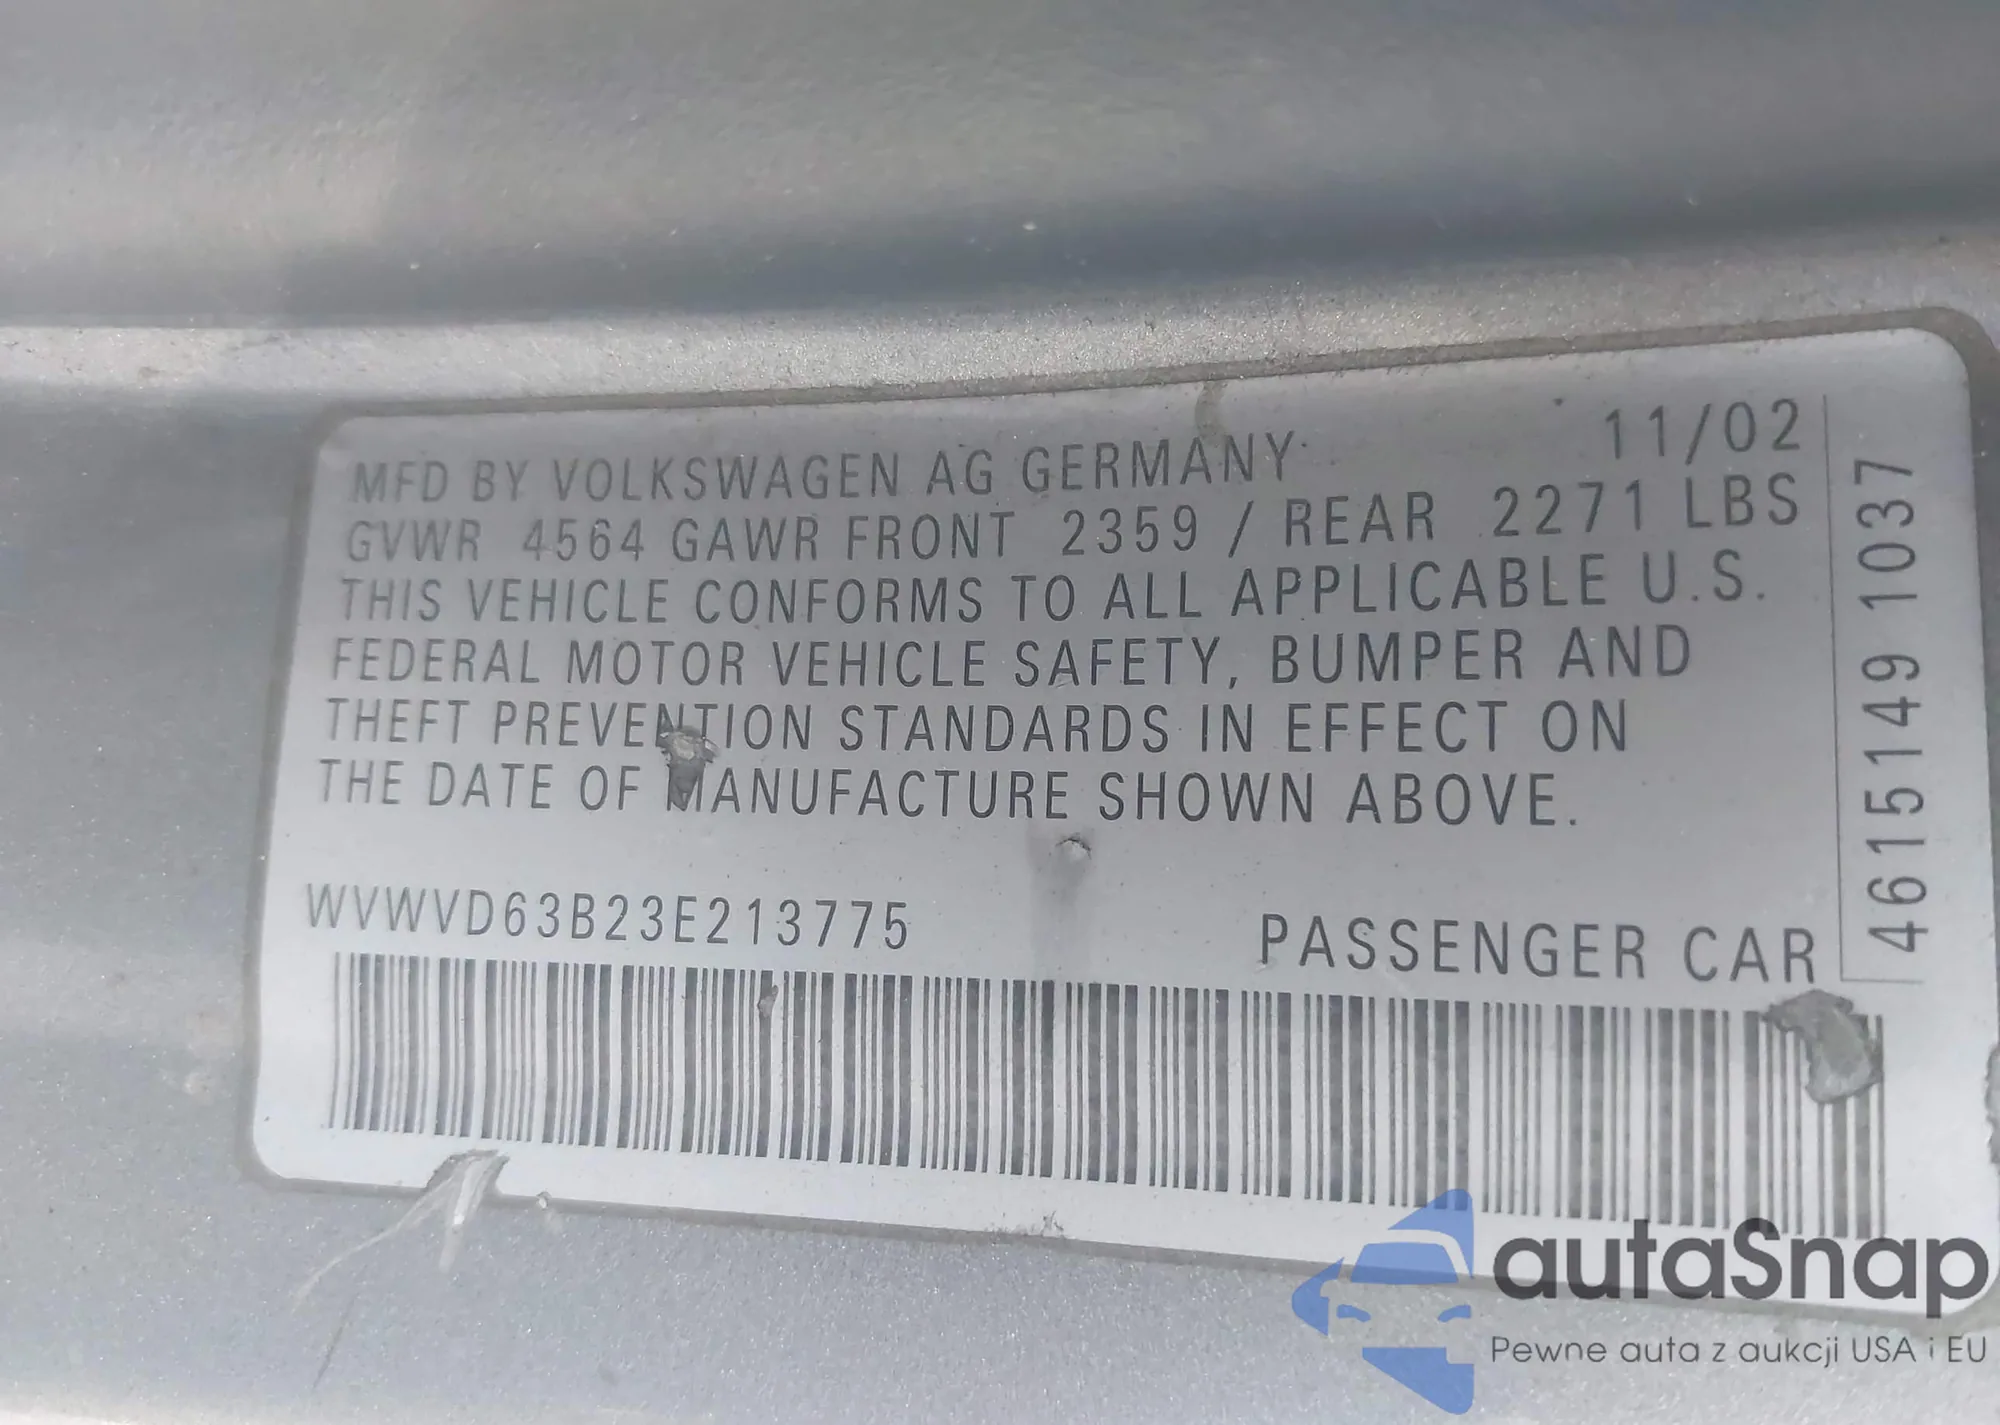 MFD BY VOLKSWAGEN AG GERMANY 11/02
GVWR 4564 GAWR FRONT 2359 / REAR 2271 LBS
THIS VEHICLE CONFORMS TO ALL APPLICABLE U.S.
FEDERAL MOTOR VEHICLE SAFETY, BUMPER AND
THEFT PREVENTION STANDARDS IN EFFECT ON
THE DATE OF MANUFACTURE SHOWN ABOVE.
WVWVD63B23E213775 PASSENGER CAR
4615149 1037
autaSnap
Pewne auta z aukcji USA i EU